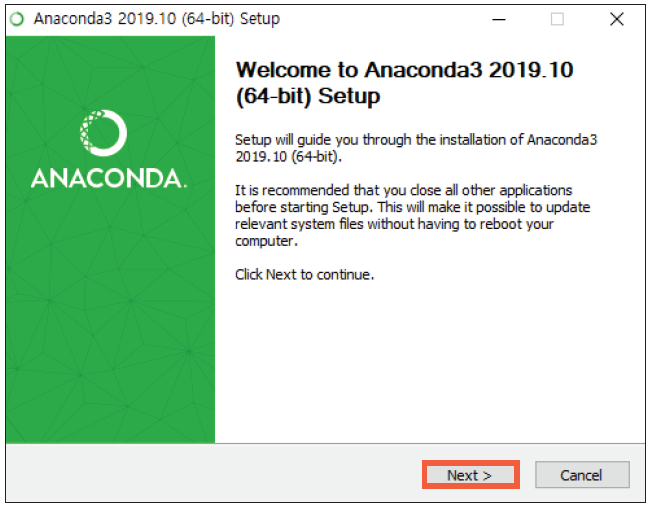 Anaconda3 2019.10 (64-bit) Setup
Welcome to Anaconda3 2019.10
(64-bit) Setup
ANACONDA.
Setup will guide you through the installation of Anaconda3
2019.10 (64-bit).
It is recommended that you close all other applications
before starting Setup. This will make it possible to update
relevant system files without having to reboot your
computer.
Click Next to continue.
Next >
Cancel